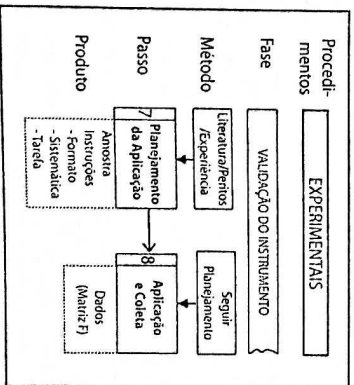 Procedi-
mentos
EXPERIMENTAIS
Fase
VALIDAÇÃO DO INSTRUMENTO
Método
Literatura/Peritos
/Experiência
Seguir
Planejamento
Passo
7
Planejamento
da Aplicação
8
Aplicação
e Coleta
Produto
Amostra
Instruções
- Formato
- Sistemática
- Tarefa
Dados
(Matriz F)